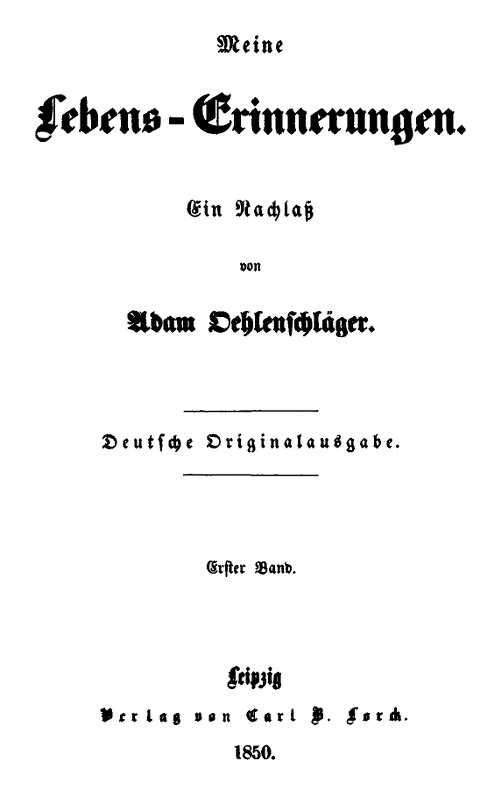 Meine
Lebens-Erinnerungen.
Ein Nachlaß
von
Adam Oehlenschläger.
Deutsche Originalausgabe.
Erster Band.
Leipzig
Verlag von Carl B. Lorck.
1850.